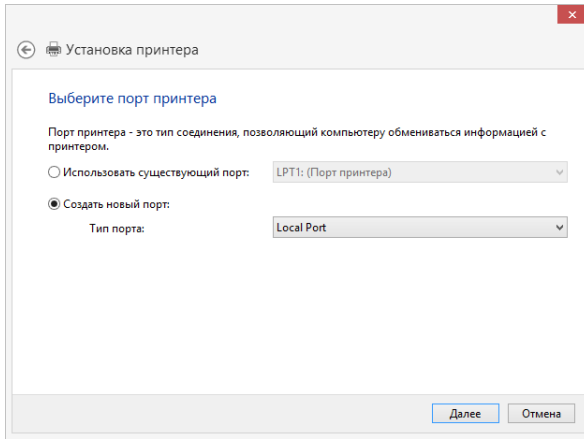 Установка принтера
Выберите порт принтера
Порт принтера - это тип соединения, позволяющий компьютеру обмениваться информацией с
принтером.
Использовать существующий порт: LPT1: (Порт принтера)
Создать новый порт:
Тип порта: Local Port
Далее Отмена